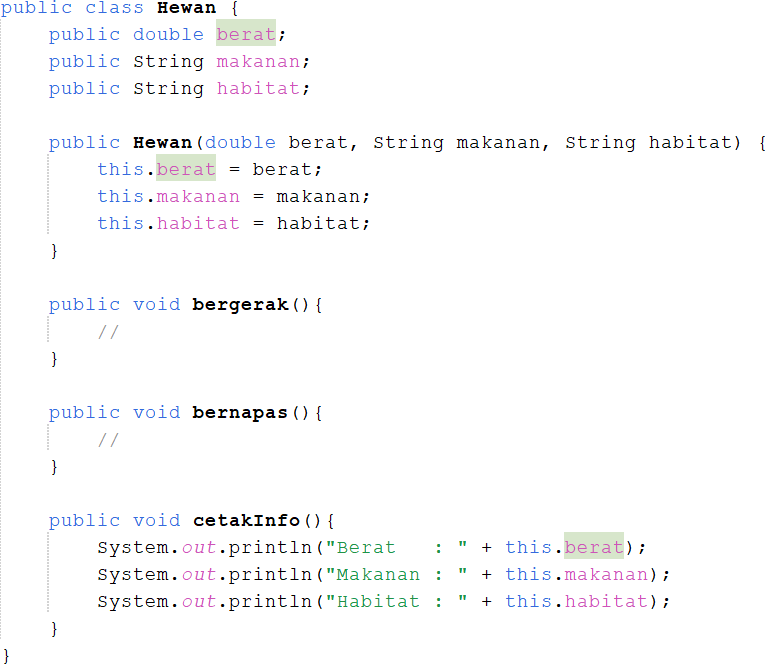 public class Hewan {
    public double berat;
    public String makanan;
    public String habitat;

    public Hewan(double berat, String makanan, String habitat) {
        this.berat = berat;
        this.makanan = makanan;
        this.habitat = habitat;
    }

    public void bergerak(){
        //
    }

    public void bernapas(){
        //
    }

    public void cetakInfo(){
        System.out.println("Berat   : " + this.berat);
        System.out.println("Makanan : " + this.makanan);
        System.out.println("Habitat : " + this.habitat);
    }
}